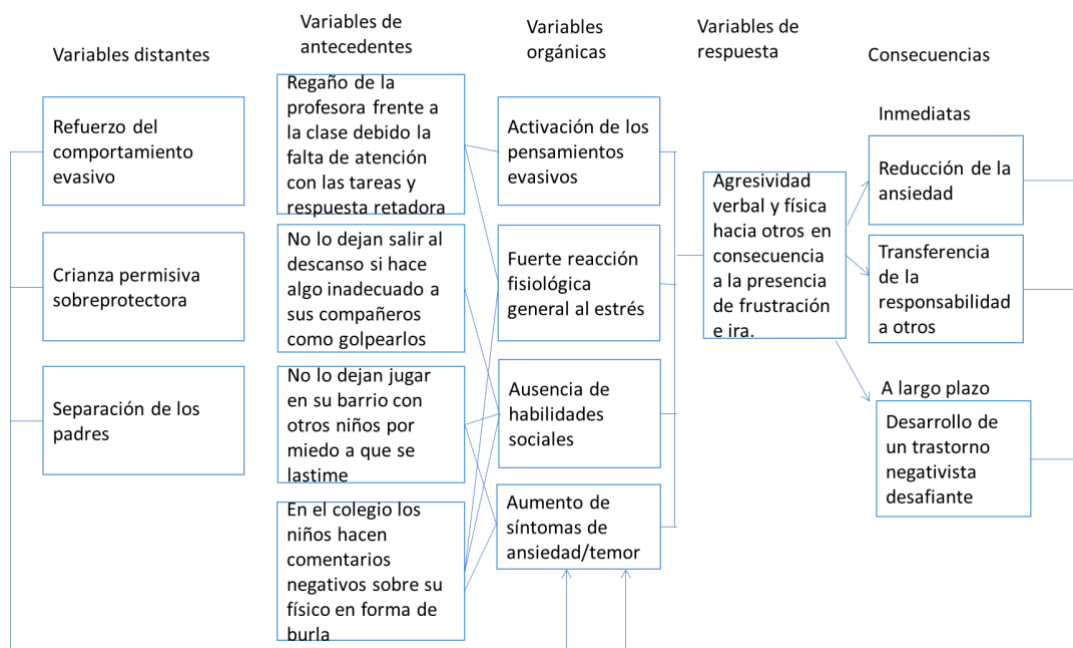 Variables distantes
Refuerzo del
comportamiento
evasivo
Crianza permisiva
sobreprotectora
Separación de los
padres
Variables de
antecedentes
Regaño de la
profesora frente a
la clase debido la
falta de atención
con las tareas y
respuesta retadora
No lo dejan salir al
descanso si hace
algo inadecuado a
sus compañeros
como golpearlos
No lo dejan jugar
en su barrio con
otros niños por
miedo a que se
lastime
En el colegio los
niños hacen
comentarios
negativos sobre su
físico en forma de
burla
Variables
orgánicas
Activación de los
pensamientos
evasivos
Fuerte reacción
fisiológica
general al estrés
Ausencia de
habilidades
sociales
Aumento de
síntomas de
ansiedad/temor
Variables de
respuesta
Agresividad
verbal y física
hacia otros en
consecuencia
a la presencia
de frustración
e ira.
Consecuencias
Inmediatas
Reducción de la
ansiedad
Transferencia
de la
responsabilidad
a otros
A largo plazo
Desarrollo de
un trastorno
negativista
desafiante